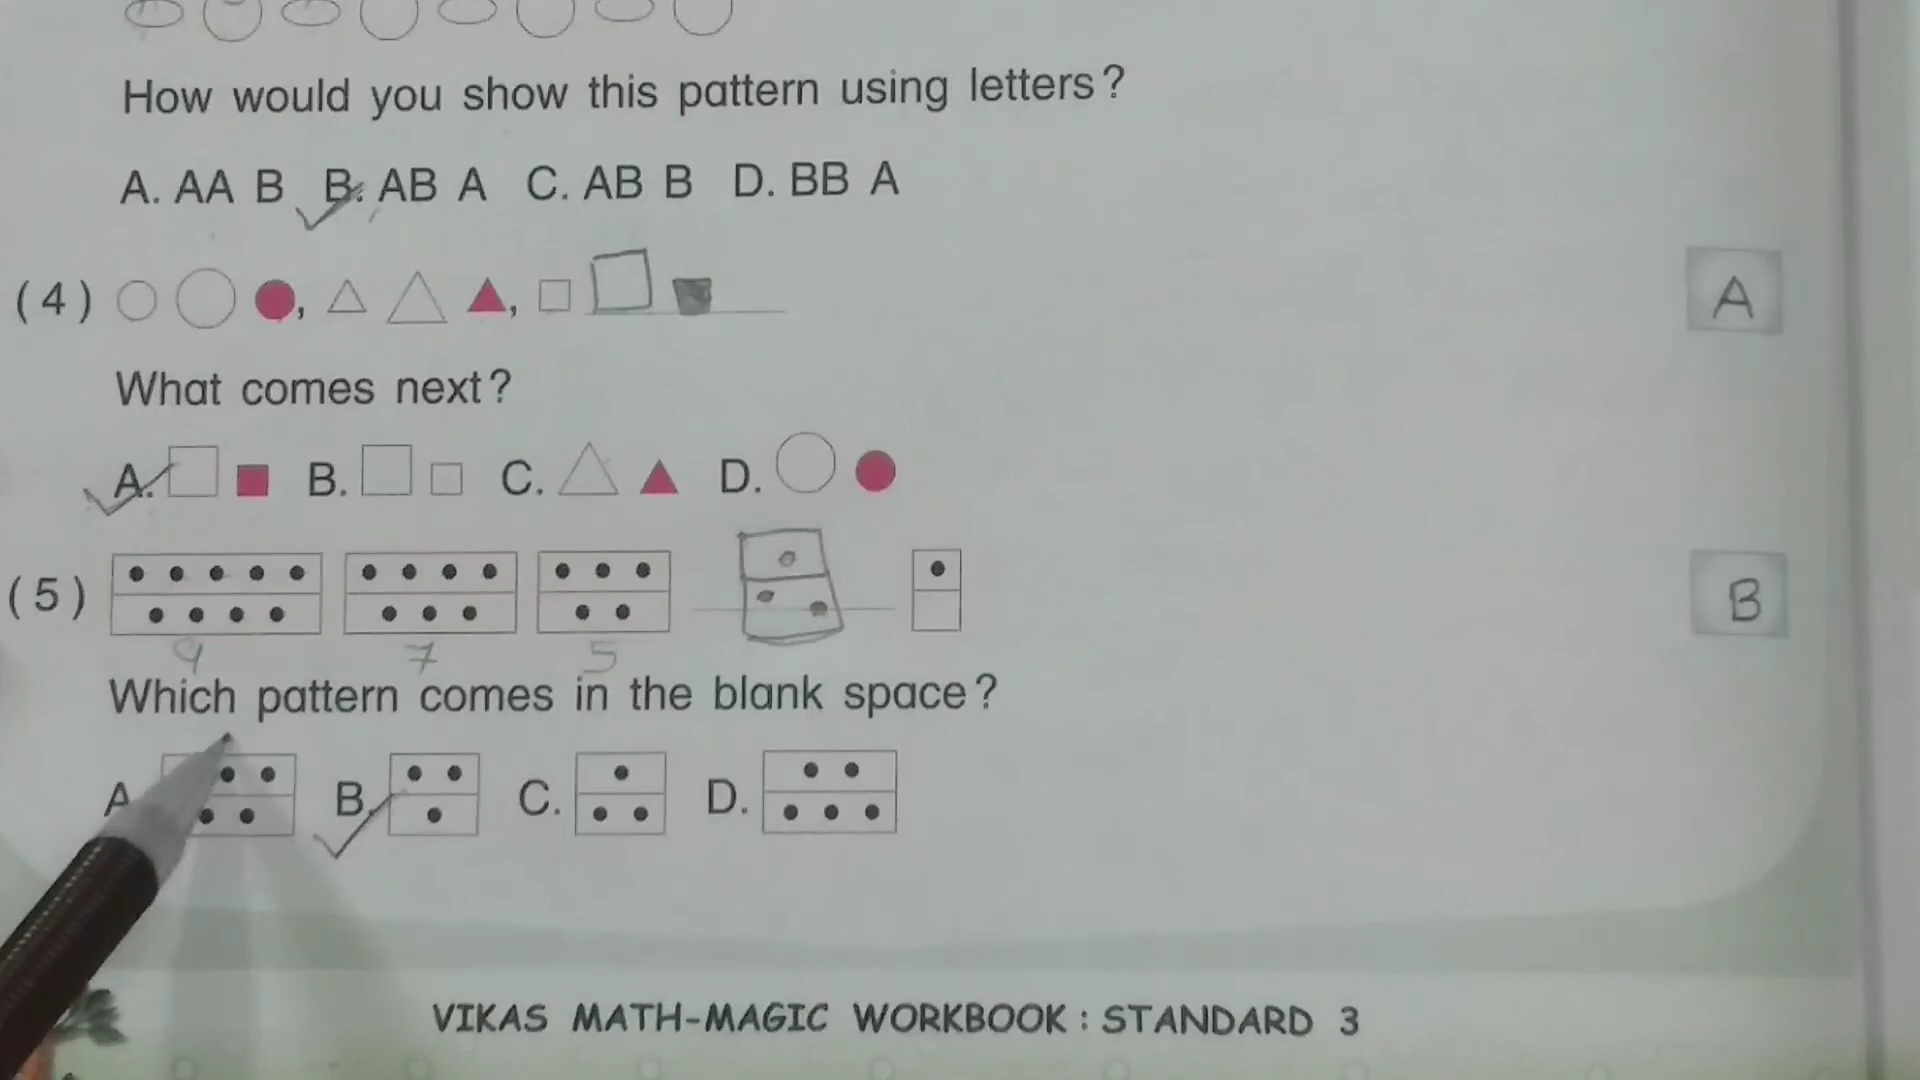 How would you show this pattern using letters?
A. AA B B. AB A C. AB B D. BB A
(4) , , A
What comes next?
A. B. C. D.
(5) B
9 7 5
Which pattern comes in the blank space?
A B. C. D.
VIKAS MATH-MAGIC WORKBOOK : STANDARD 3